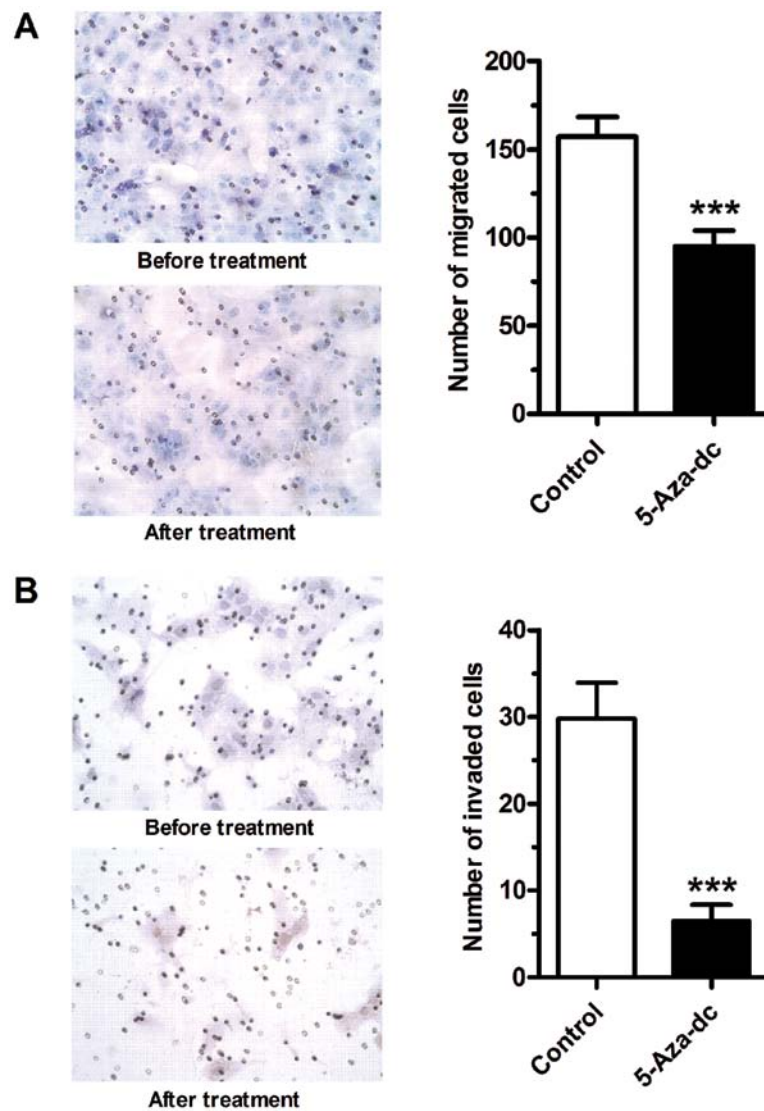 A
Before treatment
After treatment
Number of migrated cells
200
150
100
50
0
***
Control
5-Aza-dc
B
Before treatment
After treatment
Number of invaded cells
40
30
20
10
0
***
Control
5-Aza-dc